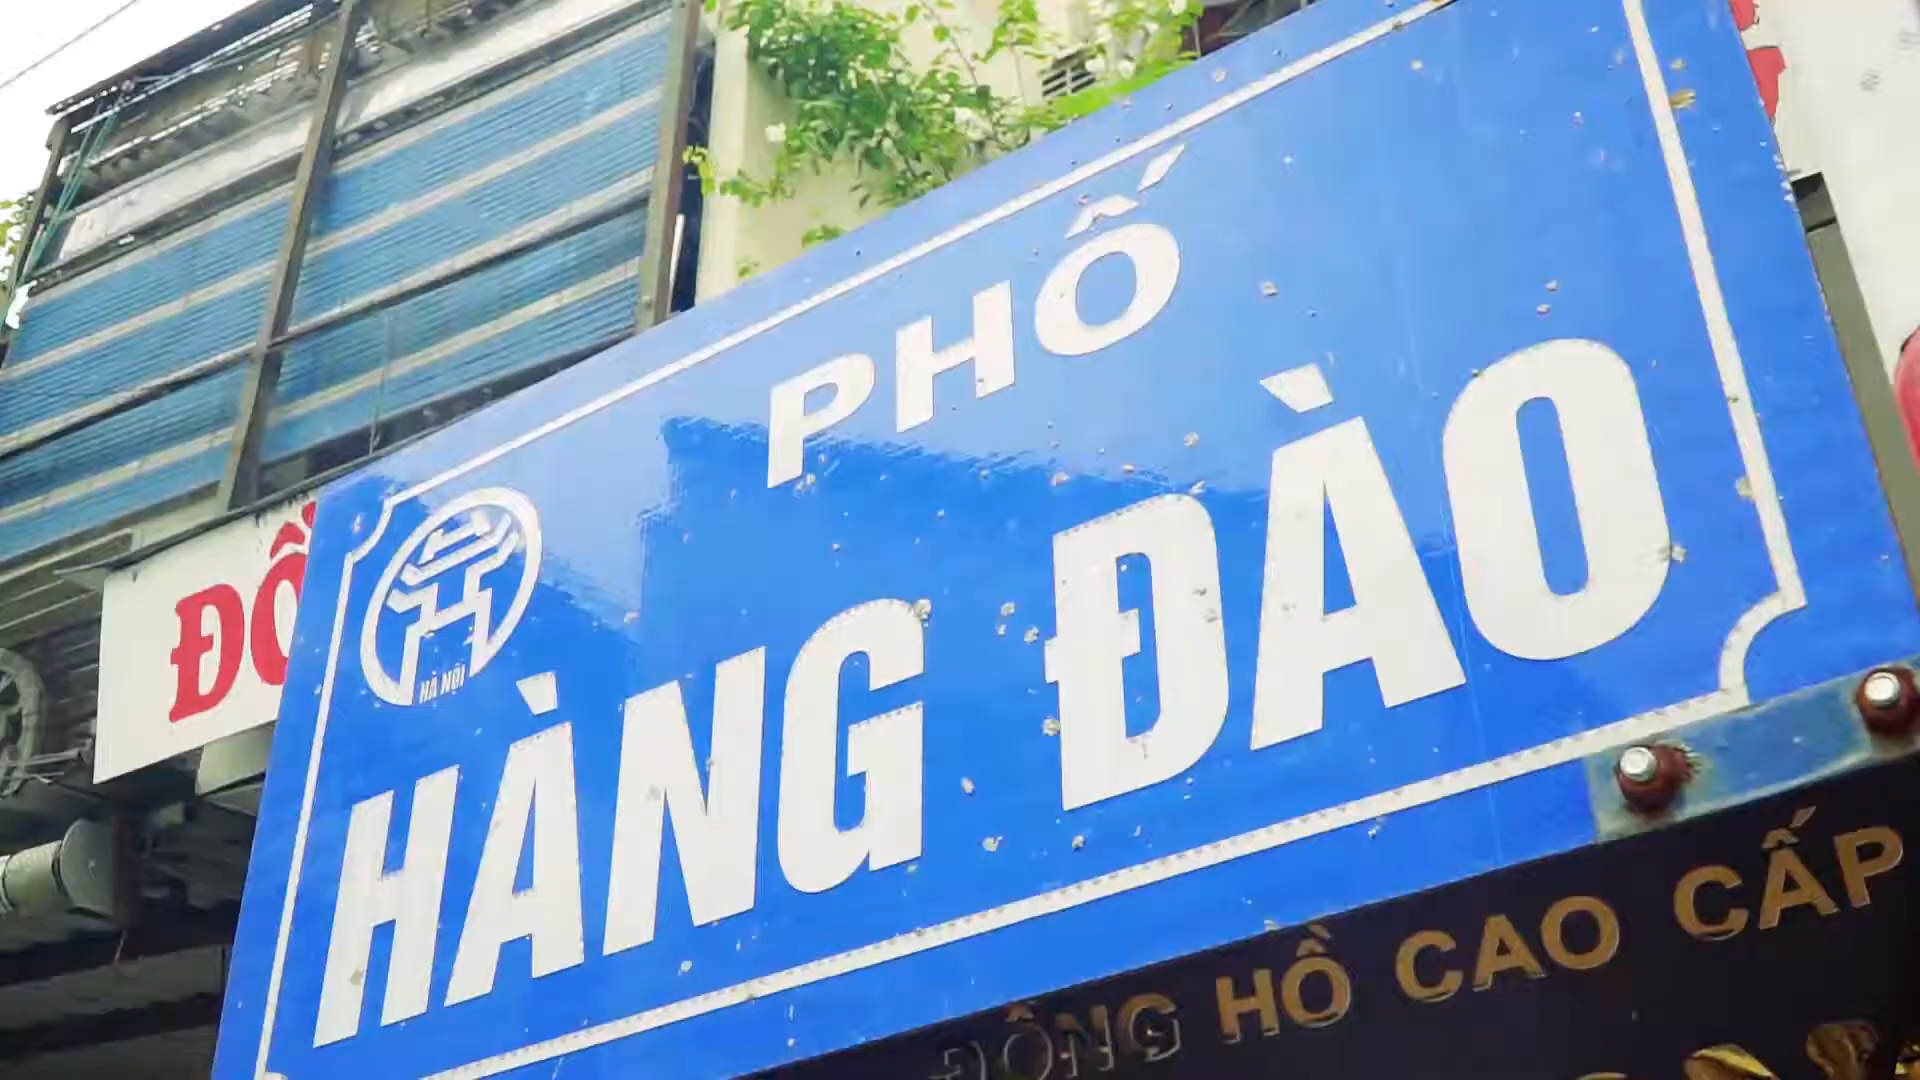 PHỐ
HÀ NỘI
HÀNG ĐÀO
ĐỒ
ĐỒNG HỒ CAO CẤP